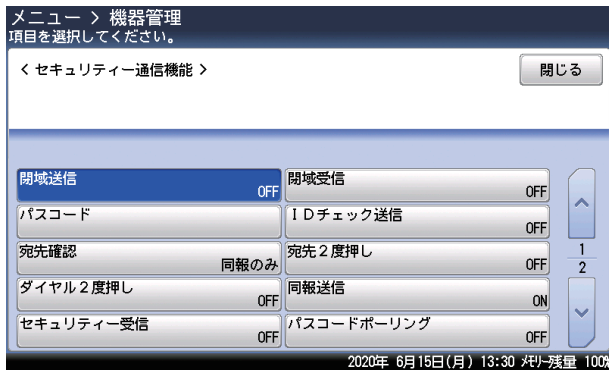 メニュー > 機器管理
項目を選択してください。
< セキュリティー通信機能 >
閉じる
閉域送信 OFF
閉域受信 OFF
パスコード
IDチェック送信 OFF
宛先確認 同報のみ
宛先2度押し OFF
ダイヤル2度押し OFF
同報送信 ON
セキュリティー受信 OFF
パスコードポーリング OFF
1
2
2020年 6月15日(月) 13:30 メモリー残量 100%